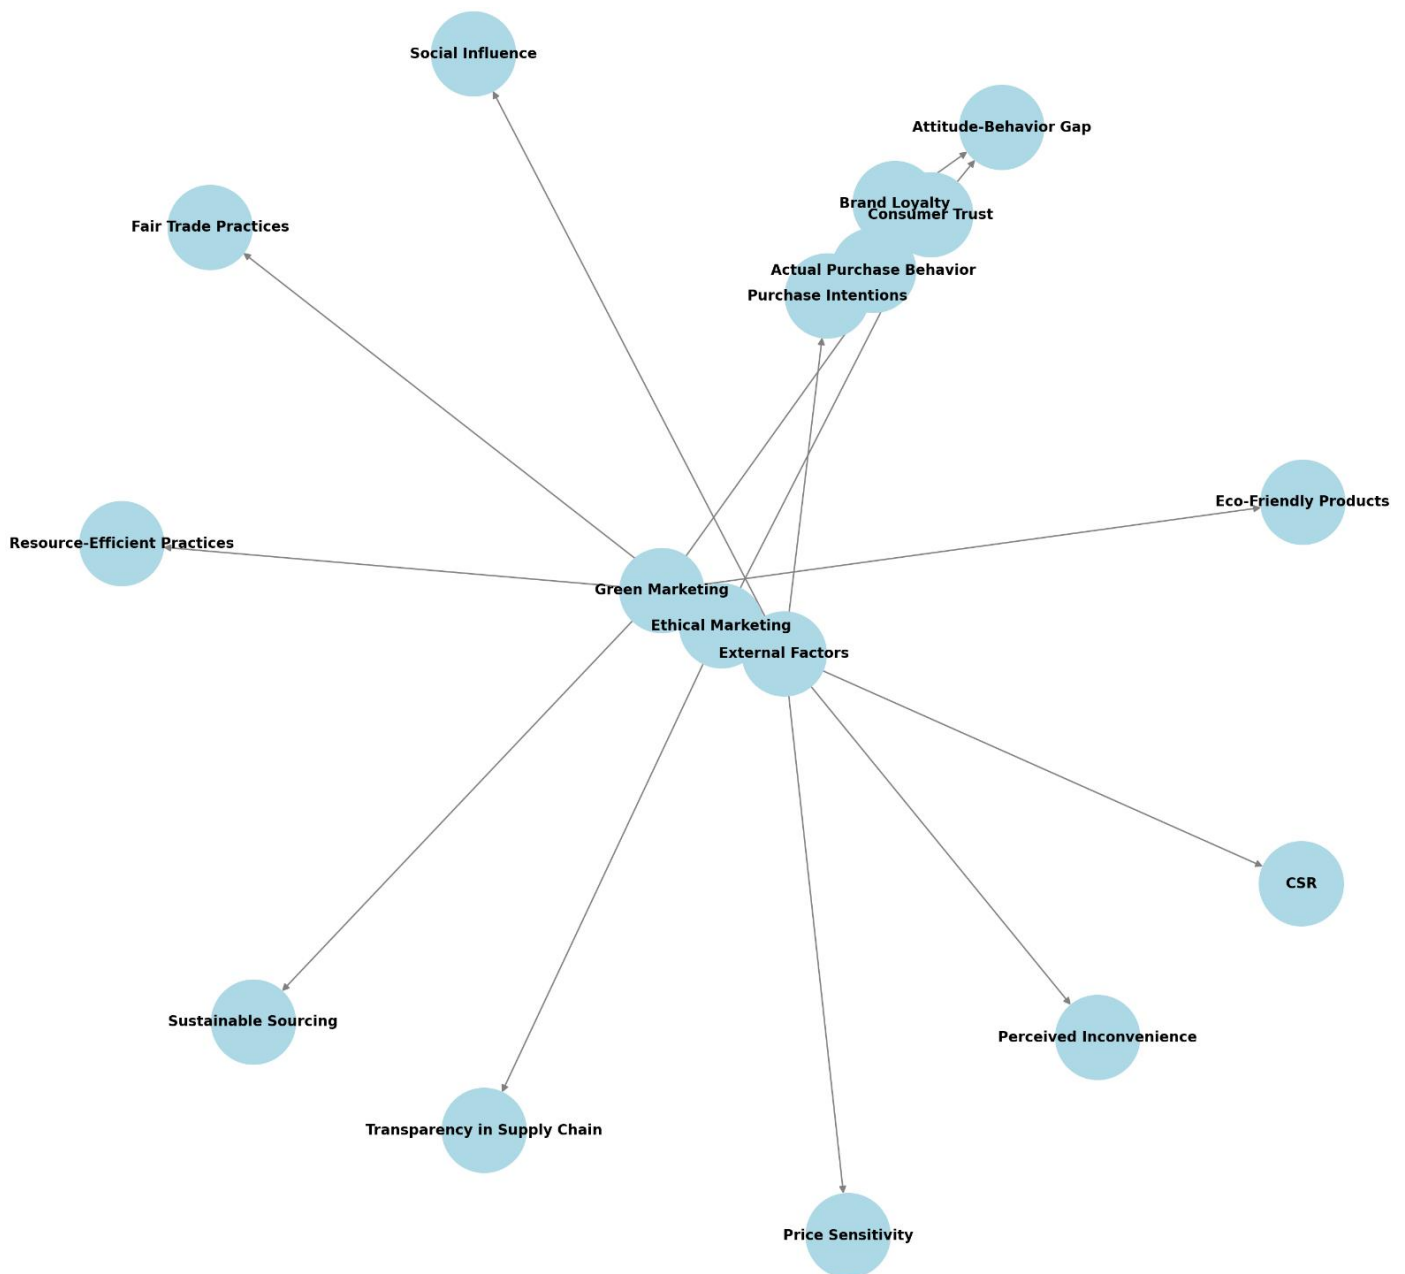 Social Influence
Attitude-Behavior Gap
Brand Loyalty
Consumer Trust
Fair Trade Practices
Actual Purchase Behavior
Purchase Intentions
Eco-Friendly Products
Resource-Efficient Practices
Green Marketing
Ethical Marketing
External Factors
CSR
Sustainable Sourcing
Perceived Inconvenience
Transparency in Supply Chain
Price Sensitivity